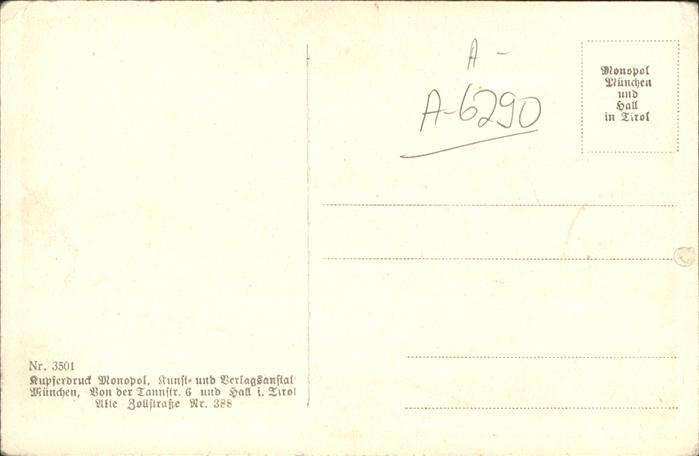 A-
A-6290
Monopol
München
und
Hall
in Tirol
Nr. 3501
Kupferdruck Monopol, Kunst- und Verlagsanstalt
München, Von der Tannstr. 6 und Hall i. Tirol
Alte Zollstraße Nr. 388